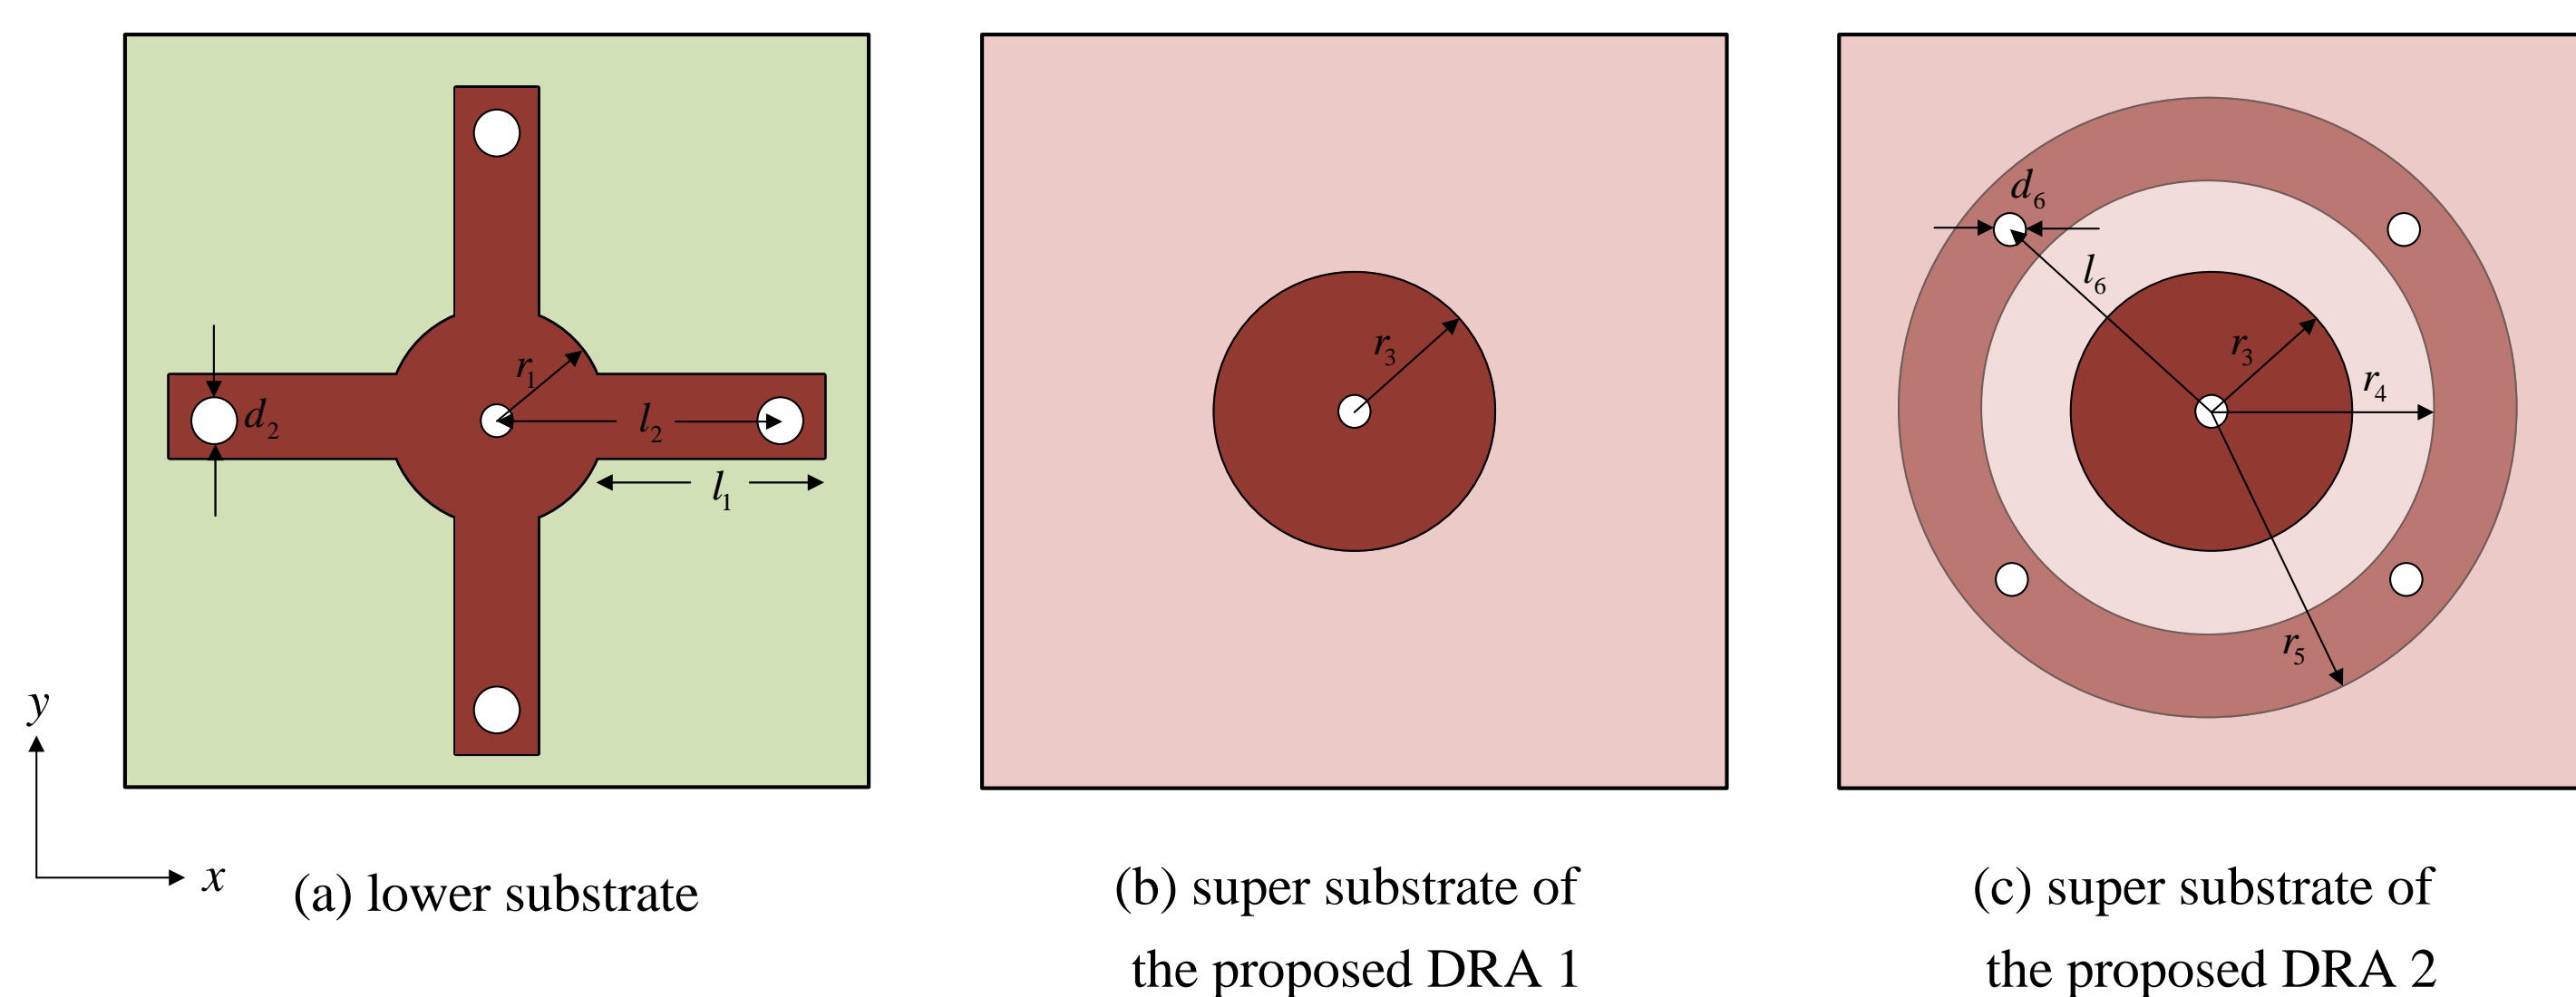 d₆
l₆
r₁
r₃
r₃
r₄
d₂
l₂
l₁
r₅
y
x
(a) lower substrate
(b) super substrate of
the proposed DRA 1
(c) super substrate of
the proposed DRA 2